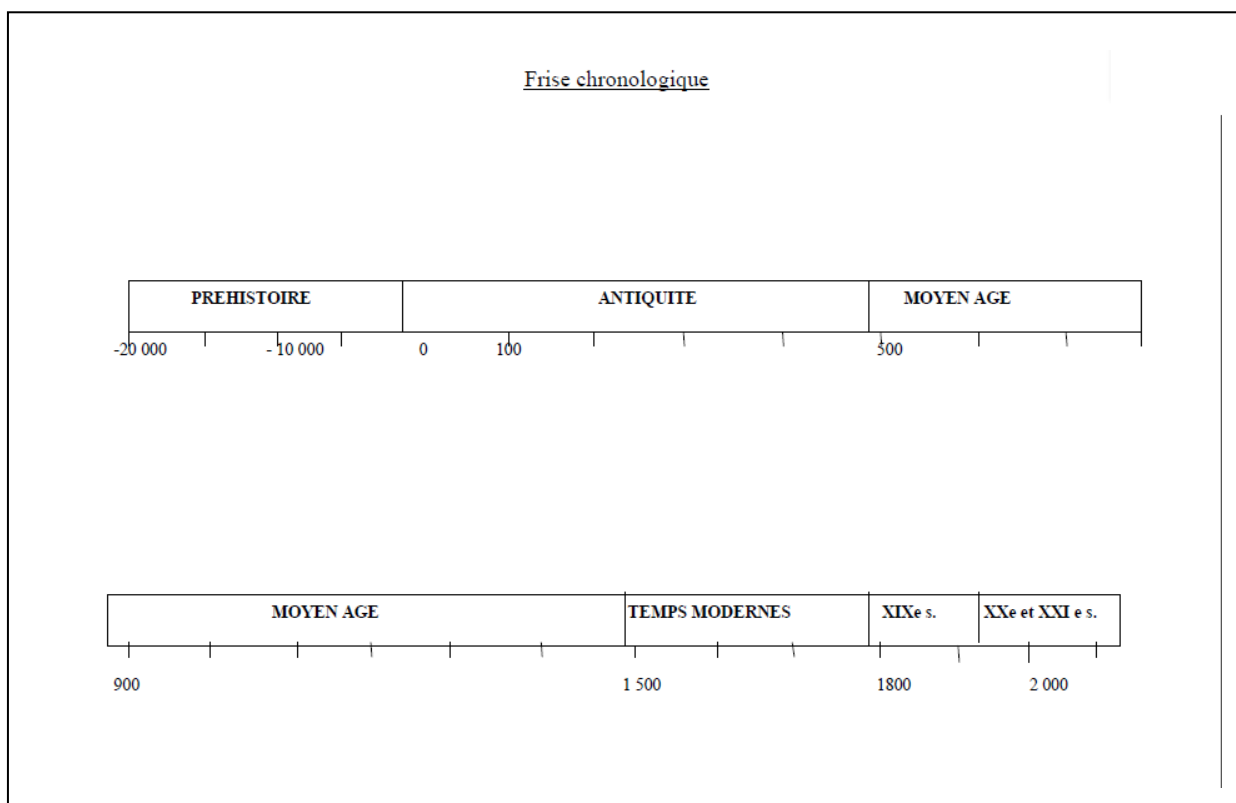 Frise chronologique
PREHISTOIRE ANTIQUITE MOYEN AGE
-20 000 - 10 000 0 100 500
MOYEN AGE TEMPS MODERNES XIXe s. XXe et XXI e s.
900 1 500 1800 2 000